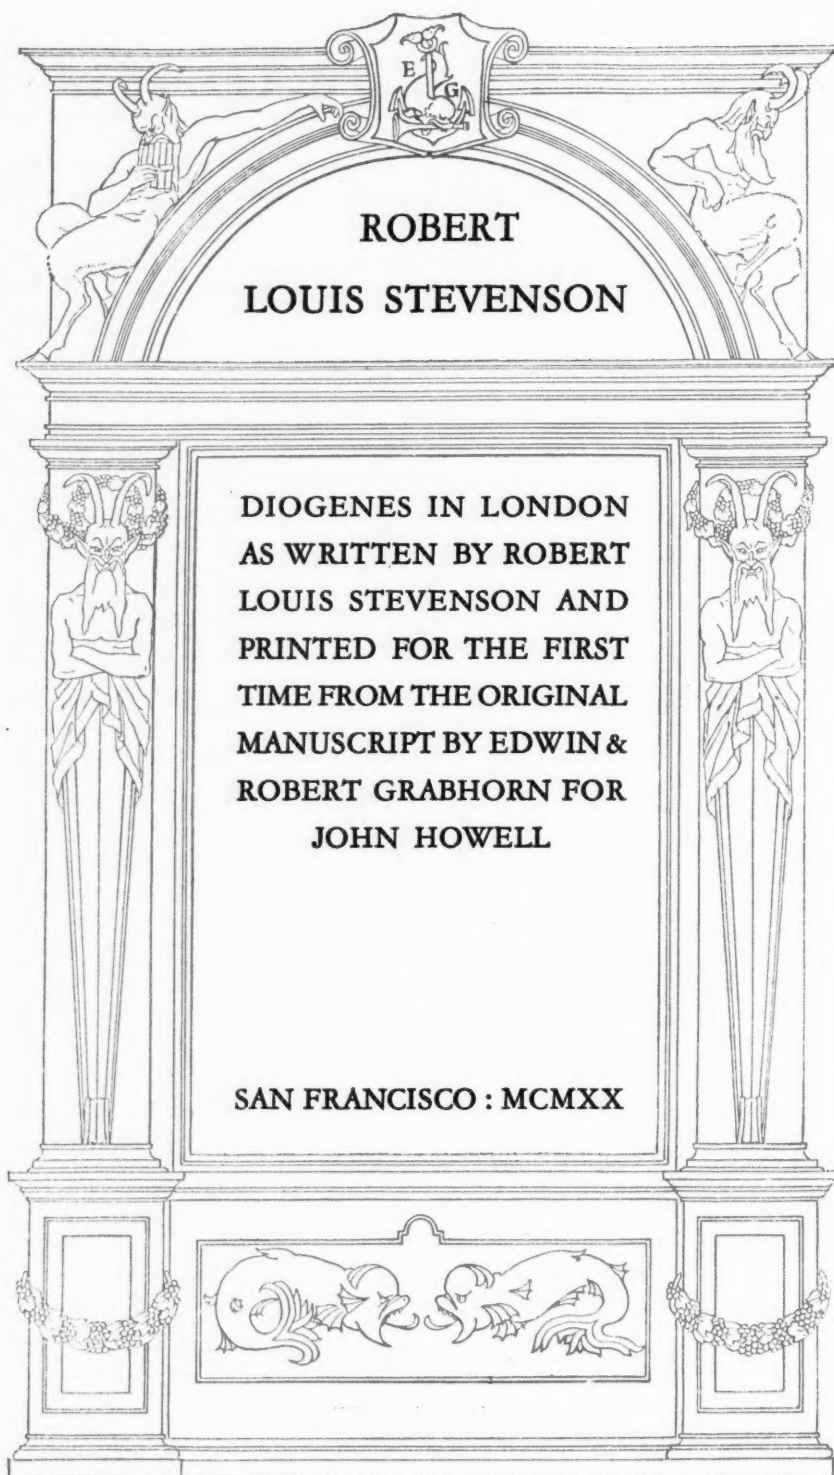 E
G
ROBERT
LOUIS STEVENSON
DIOGENES IN LONDON
AS WRITTEN BY ROBERT
LOUIS STEVENSON AND
PRINTED FOR THE FIRST
TIME FROM THE ORIGINAL
MANUSCRIPT BY EDWIN &
ROBERT GRABHORN FOR
JOHN HOWELL
SAN FRANCISCO : MCMXX